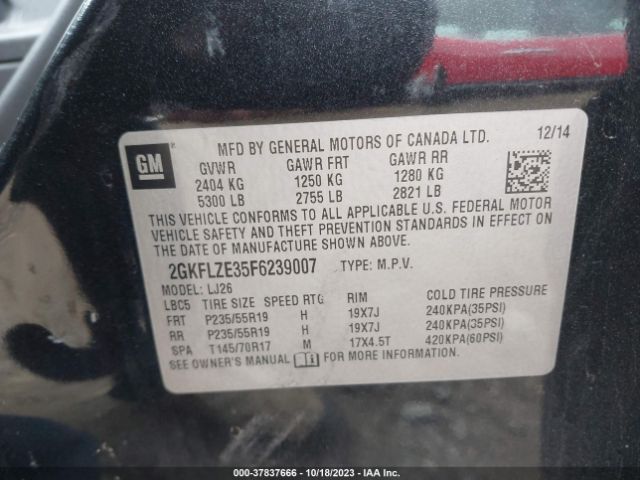 MFD BY GENERAL MOTORS OF CANADA LTD. 12/14
GM
GVWR GAWR FRT GAWR RR
2404 KG 1250 KG 1280 KG
5300 LB 2755 LB 2821 LB
THIS VEHICLE CONFORMS TO ALL APPLICABLE U.S. FEDERAL MOTOR
VEHICLE SAFETY AND THEFT PREVENTION STANDARDS IN EFFECT ON
THE DATE OF MANUFACTURE SHOWN ABOVE.
2GKFLZE35F6239007 TYPE: M.P.V.
MODEL: LJ26
LBC5 TIRE SIZE SPEED RTG RIM COLD TIRE PRESSURE
FRT P235/55R19 H 19X7J 240KPA(35PSI)
RR P235/55R19 H 19X7J 240KPA(35PSI)
SPA T145/70R17 M 17X4.5T 420KPA(60PSI)
SEE OWNER'S MANUAL FOR MORE INFORMATION.
000-37837666 - 10/18/2023 - IAA Inc.